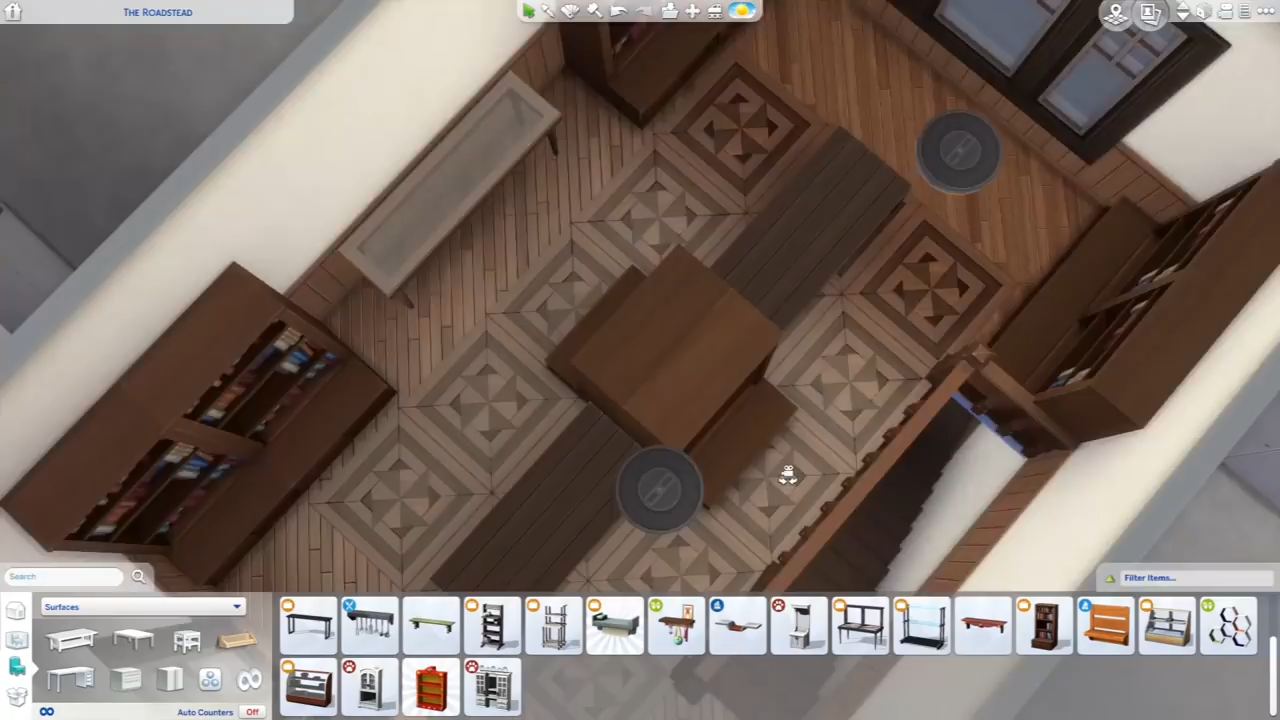 The Roadstead
Search
Filter Items...
Surfaces
Auto Counters Off